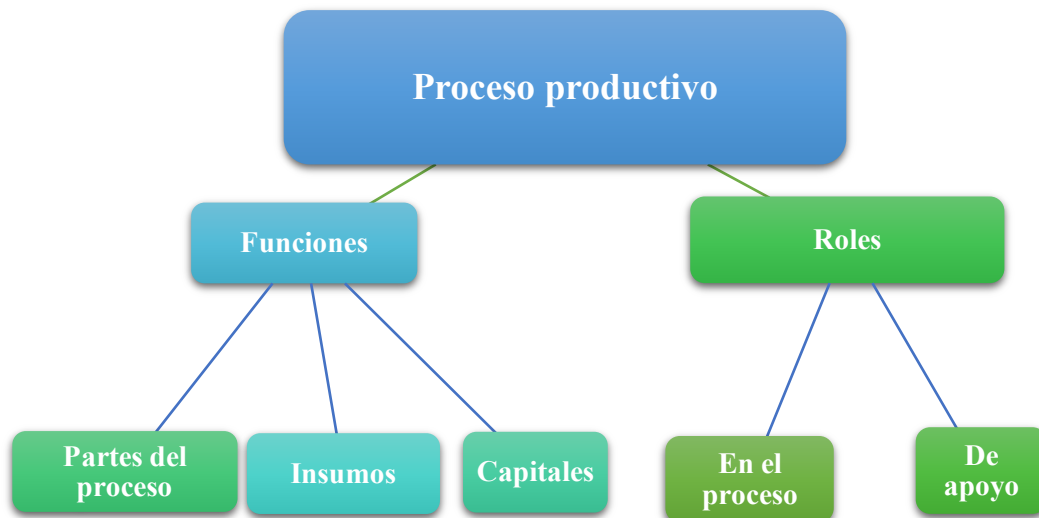 Proceso productivo
Funciones
Roles
Partes del
proceso
Insumos
Capitales
En el
proceso
De
apoyo